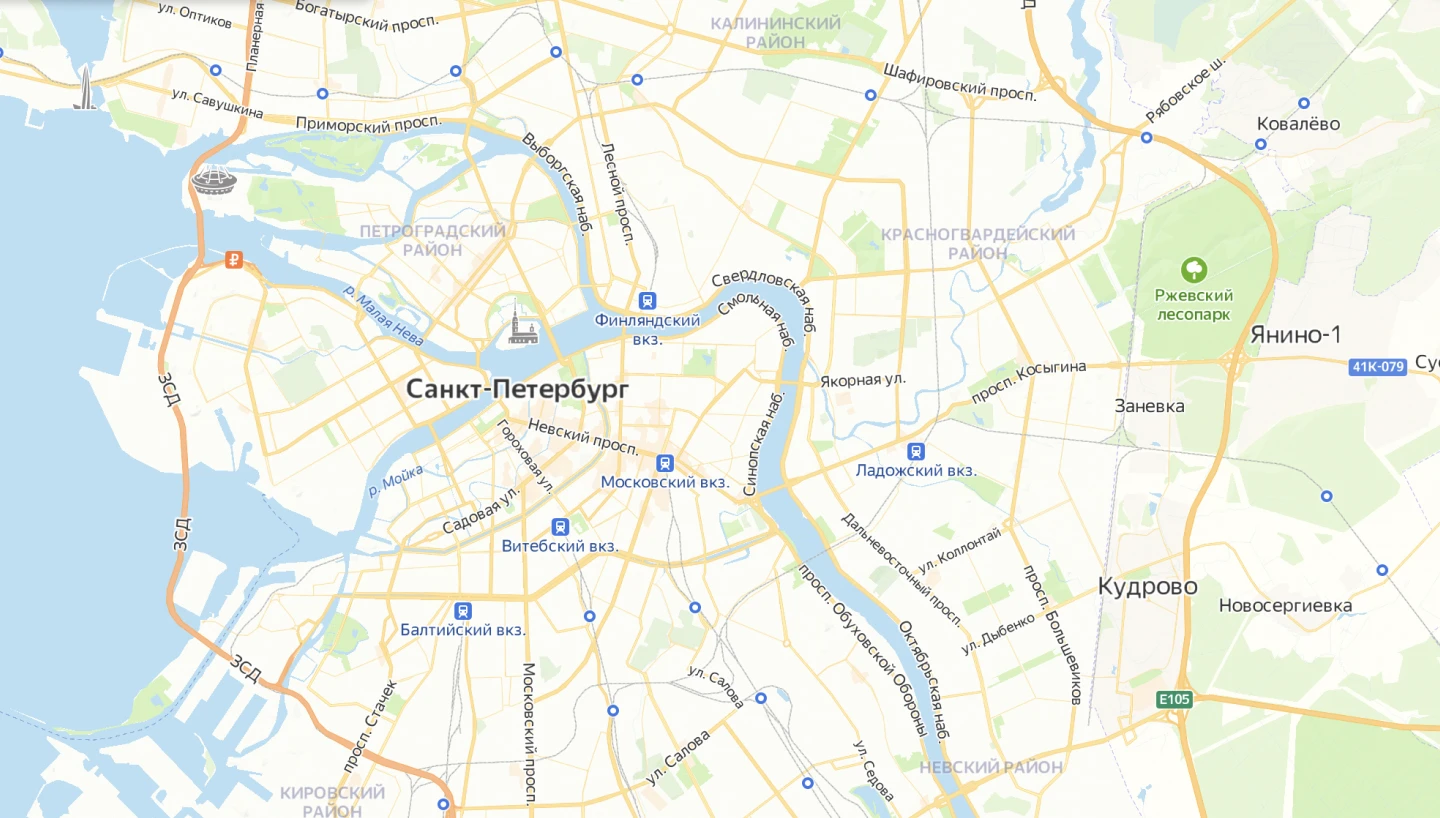 ул. Оптиков
Богатырский просп.
Планерная
КАЛИНИНСКИЙ
РАЙОН
Шафировский просп.
Рябовское ш.
Ковалёво
ул. Савушкина
Приморский просп.
Выборгская наб.
Лесной просп.
ПЕТРОГРАДСКИЙ
РАЙОН
КРАСНОГВАРДЕЙСКИЙ
РАЙОН
₽
Ржевский
лесопарк
Свердловская наб.
Смольная наб.
р. Малая Нева
Финляндский
вкз.
Янино-1
41К-079
Су
ЗСД
Санкт-Петербург
Якорная ул.
просп. Косыгина
Заневка
Невский просп.
Гороховая ул.
Синопская наб.
Ладожский вкз.
р. Мойка
Московский вкз.
Садовая ул.
ЗСД
Витебский вкз.
Дальневосточный просп.
ул. Коллонтай
просп. Обуховской Обороны
просп. Большевиков
Кудрово
Новосергиевка
Балтийский вкз.
ул. Дыбенко
Октябрьская наб.
ЗСД
Московский просп.
ул. Салова
просп. Стачек
E105
ул. Салова
ул. Седова
НЕВСКИЙ РАЙОН
КИРОВСКИЙ
РАЙОН